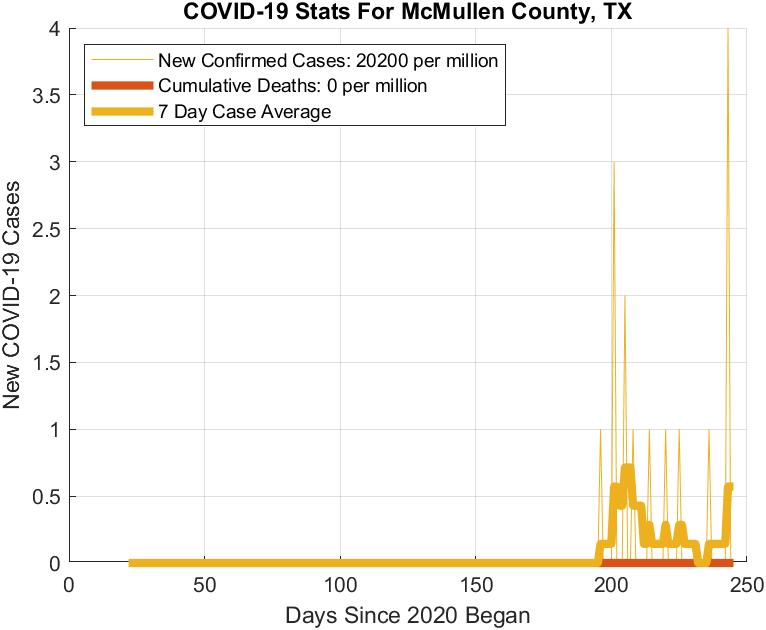 COVID-19 Stats For McMullen County, TX
New Confirmed Cases: 20200 per million
Cumulative Deaths: 0 per million
7 Day Case Average
New COVID-19 Cases
4
3.5
3
2.5
2
1.5
1
0.5
0
0 50 100 150 200 250
Days Since 2020 Began